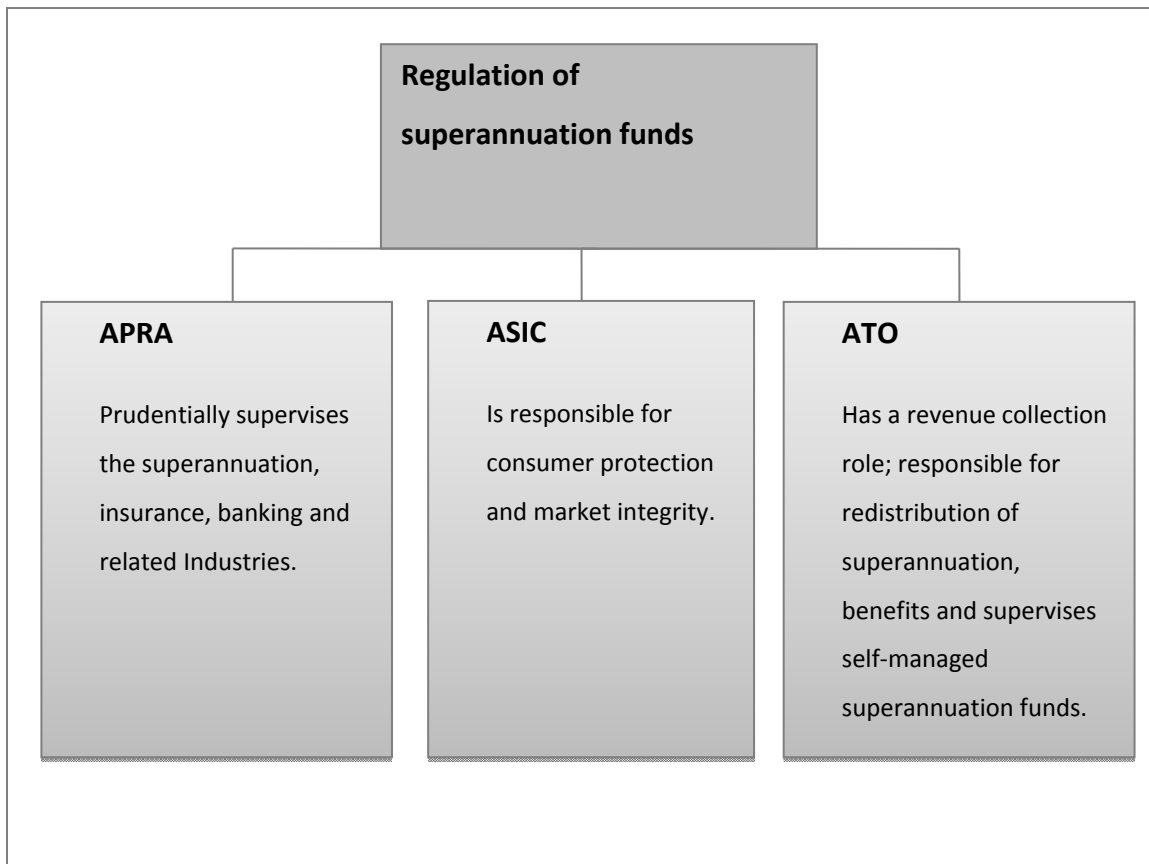 Regulation of
superannuation funds
APRA
Prudentially supervises
the superannuation,
insurance, banking and
related Industries.
ASIC
Is responsible for
consumer protection
and market integrity.
ATO
Has a revenue collection
role; responsible for
redistribution of
superannuation,
benefits and supervises
self-managed
superannuation funds.